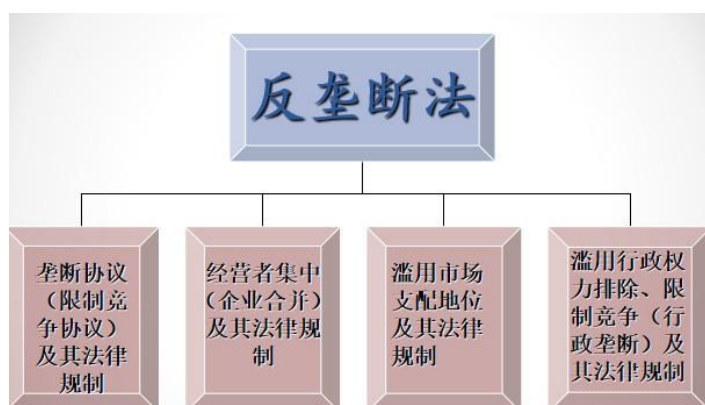 反垄断法
垄断协议
（限制竞
争协议）
及其法律
规制
经营者集中
（企业合并）
及其法律规
制
滥用市场
支配地位
及其法律
规制
滥用行政权
力排除、限
制竞争（行
政垄断）及
其法律规制